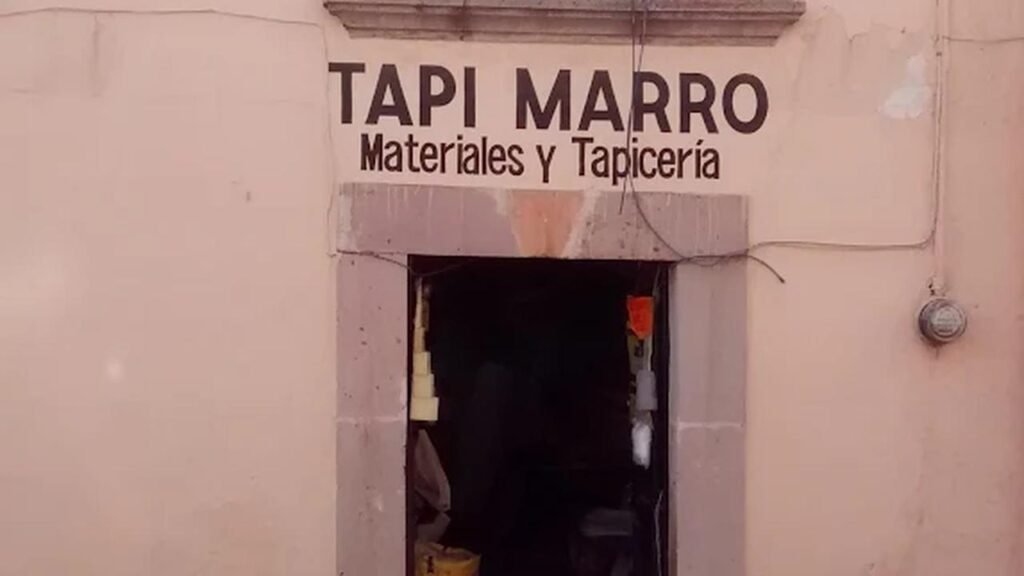 TAPI MARRO
Materiales y Tapicería